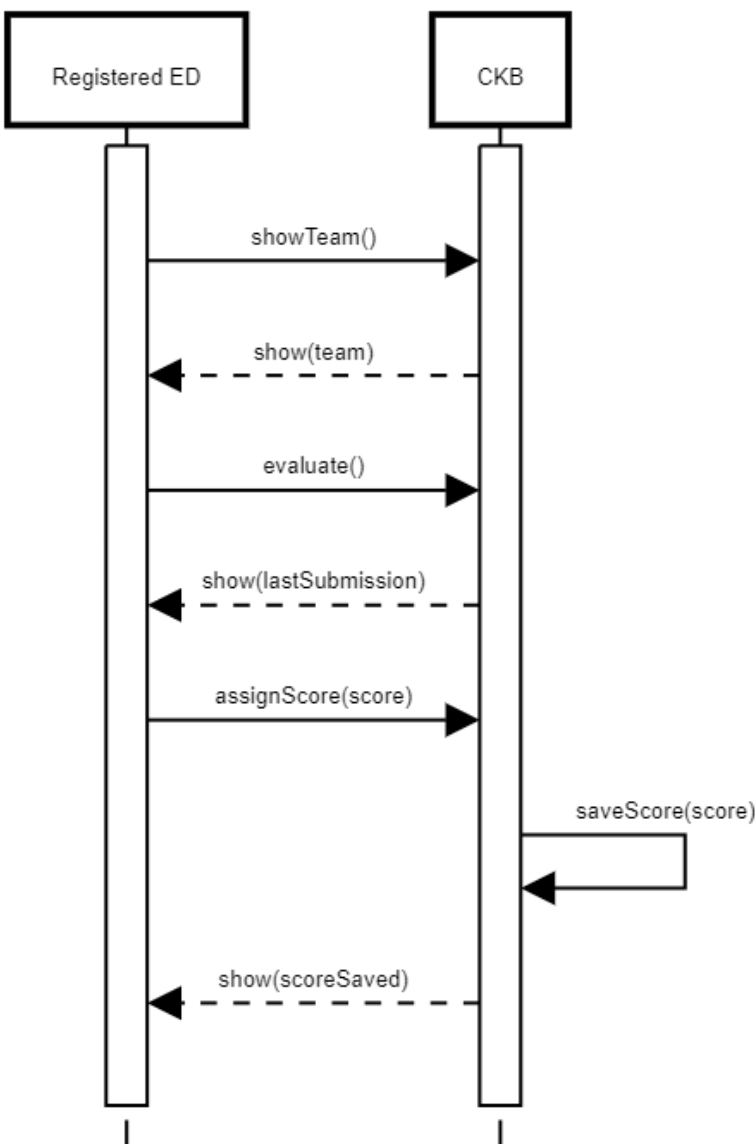 Registered ED
CKB
showTeam()
show(team)
evaluate()
show(lastSubmission)
assignScore(score)
saveScore(score)
show(scoreSaved)